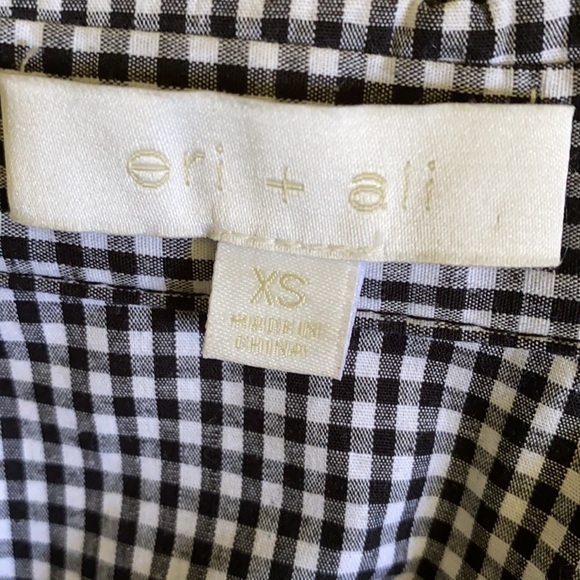 eri + ali
XS
MADE IN
CHINA